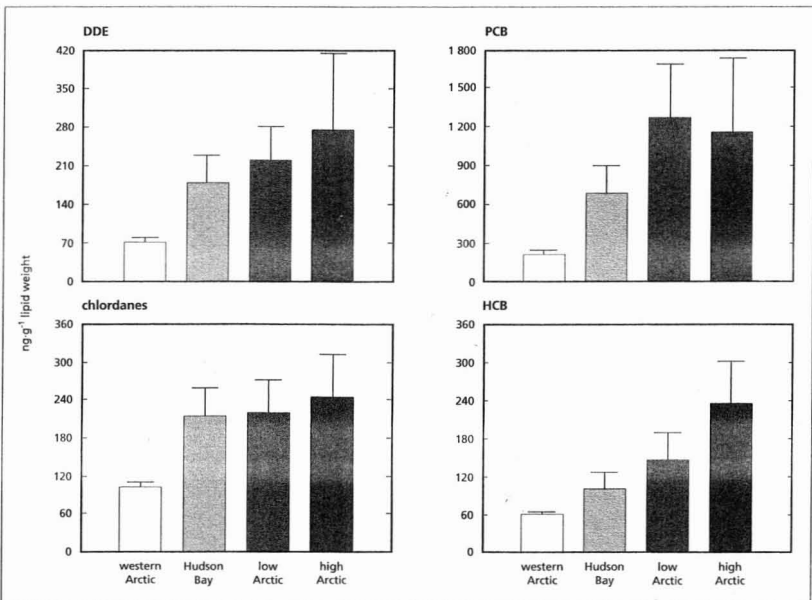 DDE
420
350
280
210
140
70
0
PCB
1 800
1 500
1 200
900
600
300
0
ng·g⁻¹ lipid weight
chlordanes
360
300
240
180
120
60
0
western Arctic
Hudson Bay
low Arctic
high Arctic
HCB
360
300
240
180
120
60
0
western Arctic
Hudson Bay
low Arctic
high Arctic